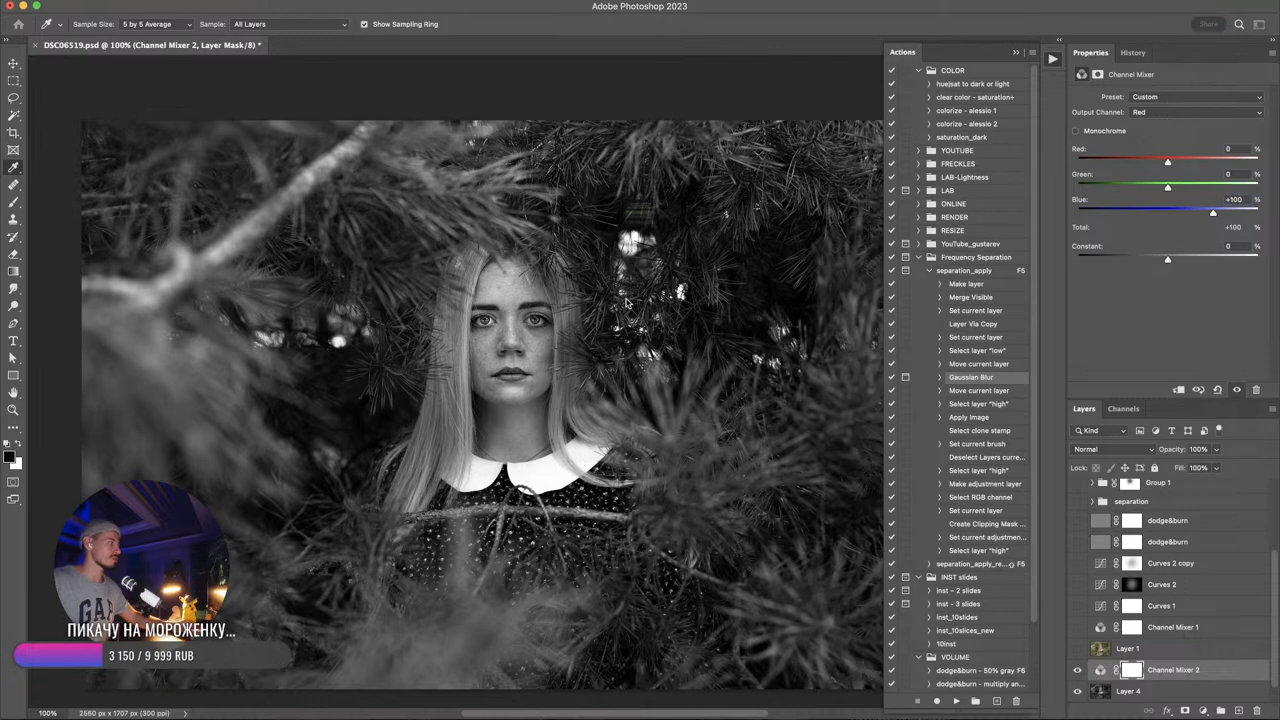 Adobe Photoshop 2023
Sample Size: 5 by 5 Average Sample: All Layers Show Sampling Ring Share
DSC06519.psd @ 100% (Channel Mixer 2, Layer Mask/8) *
Actions
COLOR
hue|sat to dark or light
clear color - saturation+
colorize - alessio 1
colorize - alessio 2
saturation_dark
YOUTUBE
FRECKLES
LAB-Lightness
LAB
ONLINE
RENDER
RESIZE
YouTube_gustarev
Frequency Separation
separation_apply F5
Make layer
Merge Visible
Set current layer
Layer Via Copy
Set current layer
Select layer "low"
Move current layer
Gaussian Blur
Move current layer
Select layer "high"
Apply Image
Select clone stamp
Set current brush
Deselect Layers curre...
Select layer "high"
Make adjustment layer
Select RGB channel
Set current layer
Create Clipping Mask ...
Set current adjustmen...
Select layer "high"
separation_apply_re... F5
INST slides
inst - 2 slides
inst - 3 slides
inst_10slides
inst_10slices_new
10inst
VOLUME
dodge&burn - 50% gray F6
dodge&burn - multiply an...
Properties History
Channel Mixer
Preset: Custom
Output Channel: Red
Monochrome
Red: 0 %
Green: 0 %
Blue: +100 %
Total: +100 %
Constant: 0 %
Layers Channels
Kind
Normal Opacity: 100%
Lock: Fill: 100%
Group 1
separation
dodge&burn
dodge&burn
Curves 2 copy
Curves 2
Curves 1
Channel Mixer 1
Layer 1
Channel Mixer 2
Layer 4
GAP
ПИКАЧУ НА МОРОЖЕНКУ...
3 150 / 9 999 RUB
100% 2560 px x 1707 px (300 ppi)